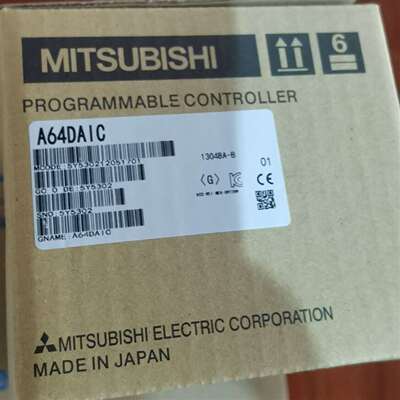 MITSUBISHI
6
PROGRAMMABLE CONTROLLER
A64DAIC
13048A-B
01
<G>
CE
GNAME: A64DAIC
MITSUBISHI ELECTRIC CORPORATION
MADE IN JAPAN